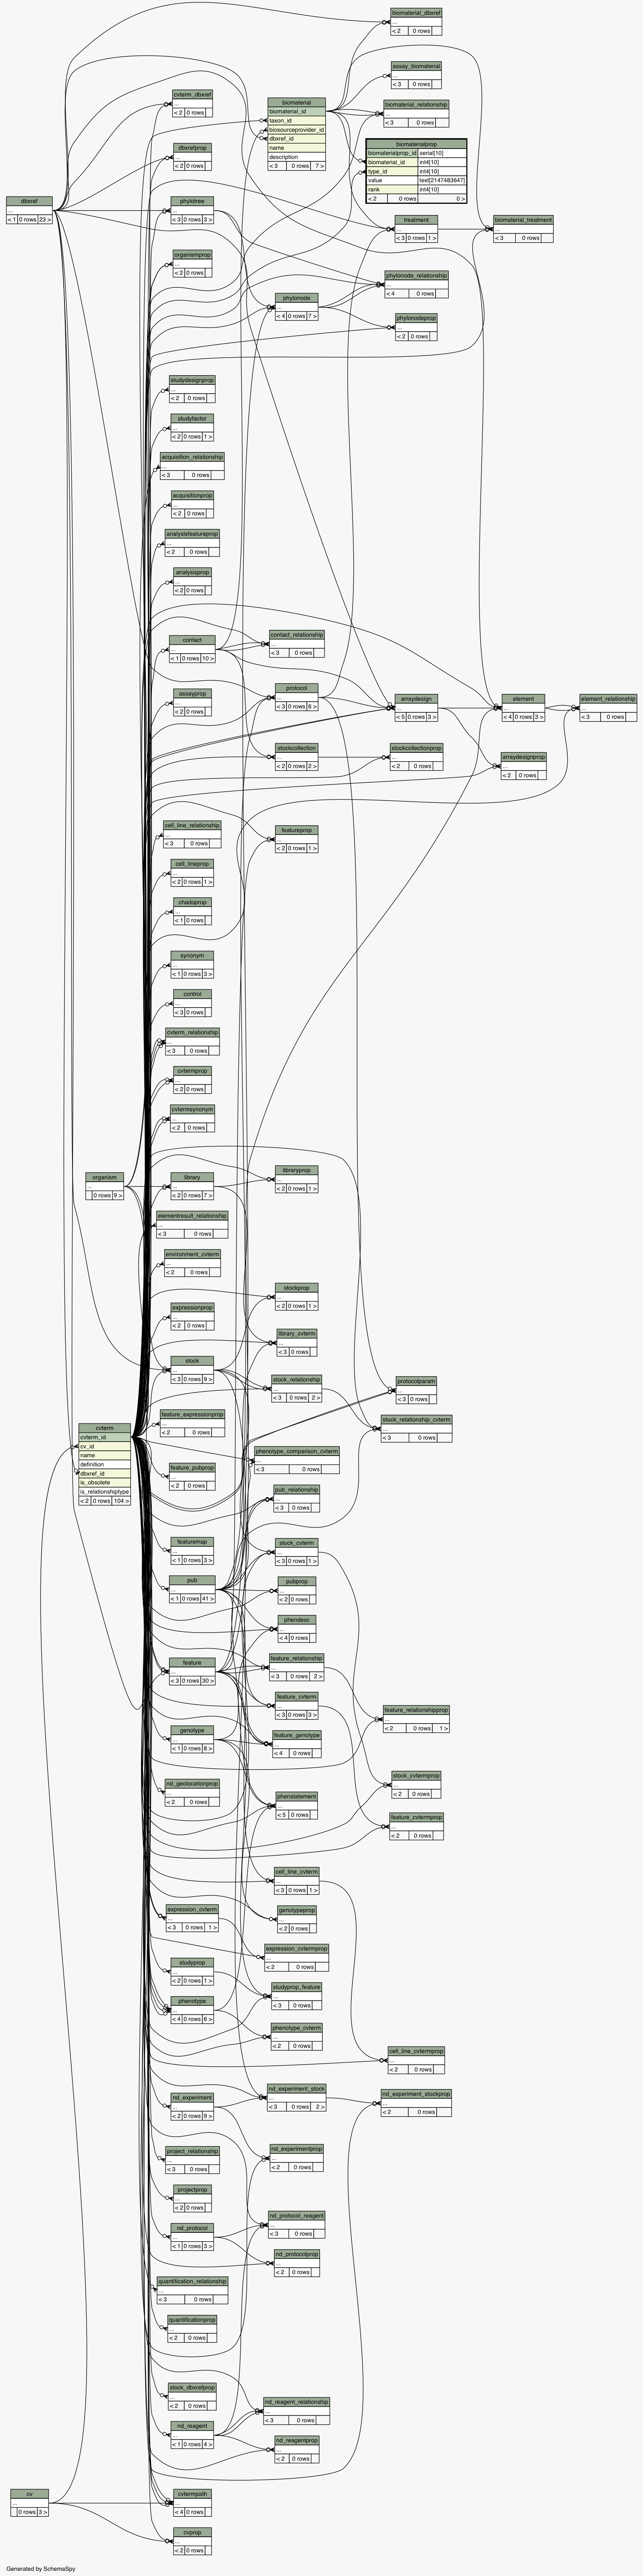 biomaterial_dbxref
...
< 2 0 rows
assay_biomaterial
...
< 3 0 rows
cvterm_dbxref
...
< 2 0 rows
biomaterial
biomaterial_id
taxon_id
biosourceprovider_id
dbxref_id
name
description
< 3 0 rows 7 >
biomaterial_relationship
...
< 3 0 rows
biomaterialprop
biomaterialprop_id serial[10]
biomaterial_id int4[10]
type_id int4[10]
value text[2147483647]
rank int4[10]
< 2 0 rows 0 >
dbxrefprop
...
< 2 0 rows
dbxref
...
< 1 0 rows 23 >
phylotree
...
< 3 0 rows 3 >
treatment
...
< 3 0 rows 1 >
biomaterial_treatment
...
< 3 0 rows
organismprop
...
< 2 0 rows
phylonode_relationship
...
< 4 0 rows
phylonode
...
< 4 0 rows 7 >
phylonodeprop
...
< 2 0 rows
studydesignprop
...
< 2 0 rows
studyfactor
...
< 2 0 rows 1 >
acquisition_relationship
...
< 3 0 rows
acquisitionprop
...
< 2 0 rows
analysisfeatureprop
...
< 2 0 rows
analysisprop
...
< 2 0 rows
contact
...
< 1 0 rows 10 >
contact_relationship
...
< 3 0 rows
assayprop
...
< 2 0 rows
protocol
...
< 3 0 rows 6 >
arraydesign
...
< 5 0 rows 3 >
element
...
< 4 0 rows 3 >
element_relationship
...
< 3 0 rows
stockcollection
...
< 2 0 rows 2 >
stockcollectionprop
...
< 2 0 rows
arraydesignprop
...
< 2 0 rows
cell_line_relationship
...
< 3 0 rows
featureprop
...
< 2 0 rows 1 >
cell_lineprop
...
< 2 0 rows 1 >
chadoprop
...
< 1 0 rows
synonym
...
< 1 0 rows 3 >
control
...
< 3 0 rows
cvterm_relationship
...
< 3 0 rows
cvtermprop
...
< 2 0 rows
cvtermsynonym
...
< 2 0 rows
organism
...
0 rows 9 >
library
...
< 2 0 rows 7 >
libraryprop
...
< 2 0 rows 1 >
elementresult_relationship
...
< 3 0 rows
environment_cvterm
...
< 2 0 rows
expressionprop
...
< 2 0 rows
stockprop
...
< 2 0 rows 1 >
library_cvterm
...
< 3 0 rows
stock
...
< 3 0 rows 9 >
stock_relationship
...
< 3 0 rows 2 >
protocolparam
...
< 3 0 rows
feature_expressionprop
...
< 2 0 rows
stock_relationship_cvterm
...
< 3 0 rows
cvterm
cvterm_id
cv_id
name
definition
dbxref_id
is_obsolete
is_relationshiptype
< 2 0 rows 104 >
phenotype_comparison_cvterm
...
< 3 0 rows
feature_pubprop
...
< 2 0 rows
pub_relationship
...
< 3 0 rows
featuremap
...
< 1 0 rows 3 >
stock_cvterm
...
< 3 0 rows 1 >
pub
...
< 1 0 rows 41 >
pubprop
...
< 2 0 rows
phendesc
...
< 4 0 rows
feature
...
< 3 0 rows 30 >
feature_relationship
...
< 3 0 rows 2 >
feature_cvterm
...
< 3 0 rows 3 >
feature_relationshipprop
...
< 2 0 rows 1 >
genotype
...
< 1 0 rows 8 >
feature_genotype
...
< 4 0 rows
nd_geolocationprop
...
< 2 0 rows
stock_cvtermprop
...
< 2 0 rows
phenstatement
...
< 5 0 rows
feature_cvtermprop
...
< 2 0 rows
cell_line_cvterm
...
< 3 0 rows 1 >
expression_cvterm
...
< 3 0 rows 1 >
genotypeprop
...
< 2 0 rows
expression_cvtermprop
...
< 2 0 rows
studyprop
...
< 2 0 rows 1 >
studyprop_feature
...
< 3 0 rows
phenotype
...
< 4 0 rows 6 >
phenotype_cvterm
...
< 2 0 rows
cell_line_cvtermprop
...
< 2 0 rows
nd_experiment
...
< 2 0 rows 9 >
nd_experiment_stock
...
< 3 0 rows 2 >
nd_experiment_stockprop
...
< 2 0 rows
project_relationship
...
< 3 0 rows
nd_experimentprop
...
< 2 0 rows
projectprop
...
< 2 0 rows
nd_protocol
...
< 1 0 rows 3 >
nd_protocol_reagent
...
< 3 0 rows
nd_protocolprop
...
< 2 0 rows
quantification_relationship
...
< 3 0 rows
quantificationprop
...
< 2 0 rows
stock_dbxrefprop
...
< 2 0 rows
nd_reagent
...
< 1 0 rows 4 >
nd_reagent_relationship
...
< 3 0 rows
nd_reagentprop
...
< 2 0 rows
cv
...
0 rows 3 >
cvtermpath
...
< 4 0 rows
cvprop
...
< 2 0 rows
Generated by SchemaSpy